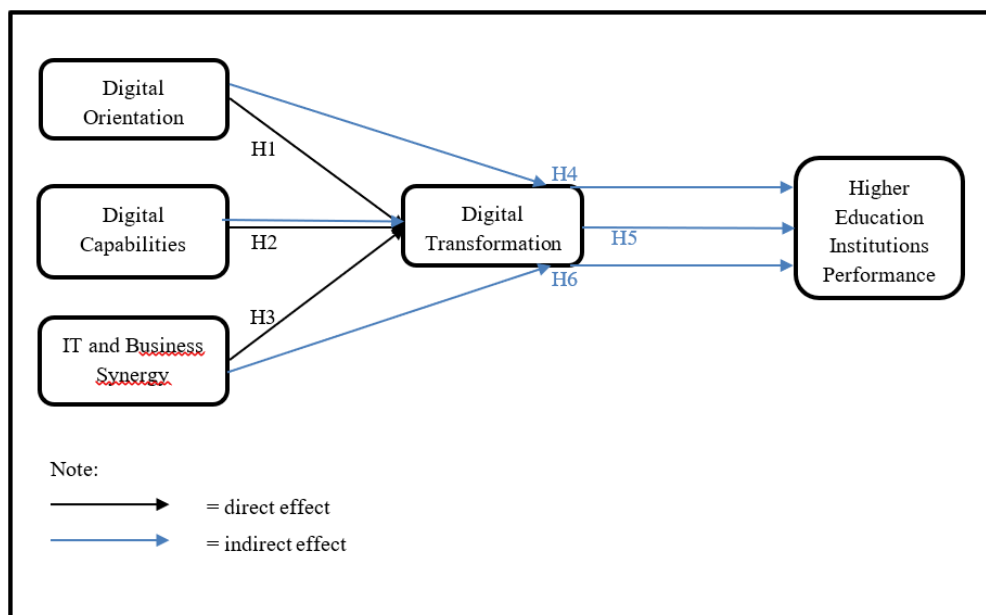 Digital
Orientation
H1
Digital
Capabilities
H2
IT and Business
Synergy
H3
Digital
Transformation
H4
H5
H6
Higher
Education
Institutions
Performance
Note:
= direct effect
= indirect effect